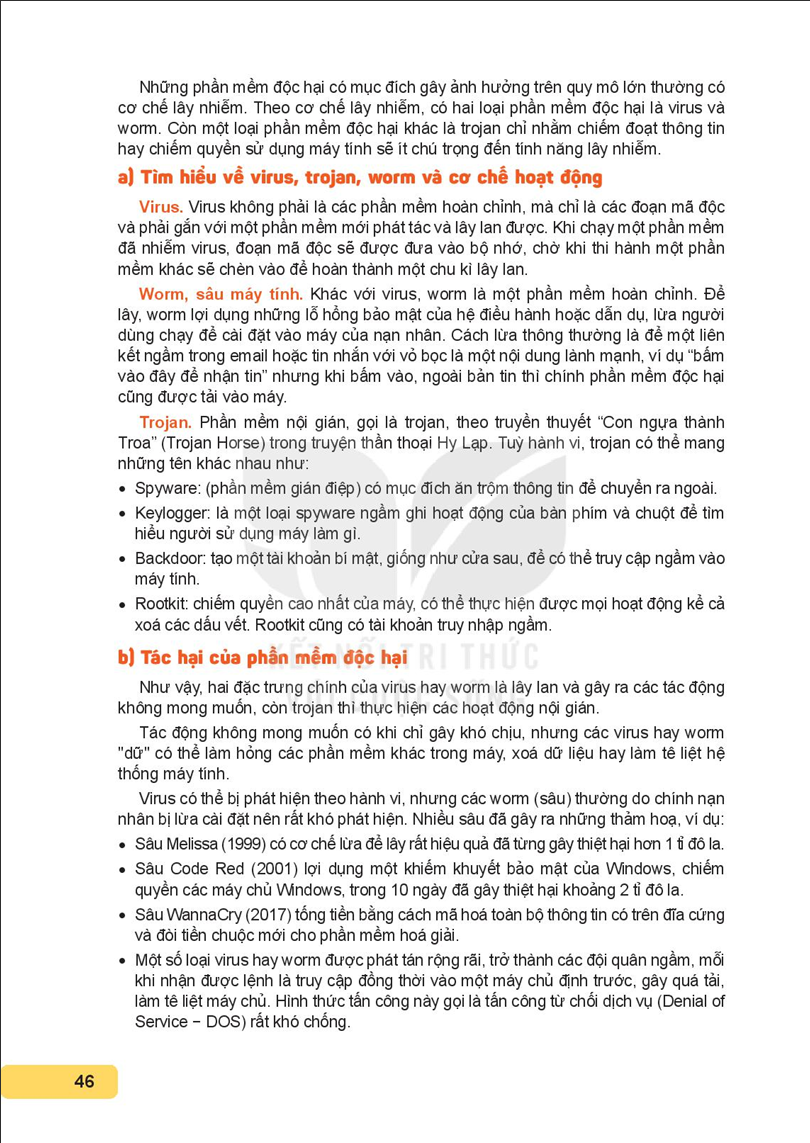 Những phần mềm độc hại có mục đích gây ảnh hưởng trên quy mô lớn thường có
cơ chế lây nhiễm. Theo cơ chế lây nhiễm, có hai loại phần mềm độc hại là virus và
worm. Còn một loại phần mềm độc hại khác là trojan chỉ nhằm chiếm đoạt thông tin
hay chiếm quyền sử dụng máy tính sẽ ít chú trọng đến tính năng lây nhiễm.
a) Tìm hiểu về virus, trojan, worm và cơ chế hoạt động
Virus. Virus không phải là các phần mềm hoàn chỉnh, mà chỉ là các đoạn mã độc
và phải gắn với một phần mềm mới phát tác và lây lan được. Khi chạy một phần mềm
đã nhiễm virus, đoạn mã độc sẽ được đưa vào bộ nhớ, chờ khi thi hành một phần
mềm khác sẽ chèn vào để hoàn thành một chu kì lây lan.
Worm, sâu máy tính. Khác với virus, worm là một phần mềm hoàn chỉnh. Để
lây, worm lợi dụng những lỗ hổng bảo mật của hệ điều hành hoặc dẫn dụ, lừa người
dùng chạy để cài đặt vào máy của nạn nhân. Cách lừa thông thường là để một liên
kết ngầm trong email hoặc tin nhắn với vỏ bọc là một nội dung lành mạnh, ví dụ “bấm
vào đây để nhận tin” nhưng khi bấm vào, ngoài bản tin thì chính phần mềm độc hại
cũng được tải vào máy.
Trojan. Phần mềm nội gián, gọi là trojan, theo truyền thuyết “Con ngựa thành
Troa” (Trojan Horse) trong truyện thần thoại Hy Lạp. Tuỳ hành vi, trojan có thể mang
những tên khác nhau như:
• Spyware: (phần mềm gián điệp) có mục đích ăn trộm thông tin để chuyển ra ngoài.
• Keylogger: là một loại spyware ngầm ghi hoạt động của bàn phím và chuột để tìm
hiểu người sử dụng máy làm gì.
• Backdoor: tạo một tài khoản bí mật, giống như cửa sau, để có thể truy cập ngầm vào
máy tính.
• Rootkit: chiếm quyền cao nhất của máy, có thể thực hiện được mọi hoạt động kể cả
xoá các dấu vết. Rootkit cũng có tài khoản truy nhập ngầm.
b) Tác hại của phần mềm độc hại
KẾT NỐI TRI THỨC
VỚI CUỘC SỐNG
Như vậy, hai đặc trưng chính của virus hay worm là lây lan và gây ra các tác động
không mong muốn, còn trojan thì thực hiện các hoạt động nội gián.
Tác động không mong muốn có khi chỉ gây khó chịu, nhưng các virus hay worm
"dữ" có thể làm hỏng các phần mềm khác trong máy, xoá dữ liệu hay làm tê liệt hệ
thống máy tính.
Virus có thể bị phát hiện theo hành vi, nhưng các worm (sâu) thường do chính nạn
nhân bị lừa cài đặt nên rất khó phát hiện. Nhiều sâu đã gây ra những thảm hoạ, ví dụ:
• Sâu Melissa (1999) có cơ chế lừa để lây rất hiệu quả đã từng gây thiệt hại hơn 1 tỉ đô la.
• Sâu Code Red (2001) lợi dụng một khiếm khuyết bảo mật của Windows, chiếm
quyền các máy chủ Windows, trong 10 ngày đã gây thiệt hại khoảng 2 tỉ đô la.
• Sâu WannaCry (2017) tống tiền bằng cách mã hoá toàn bộ thông tin có trên đĩa cứng
và đòi tiền chuộc mới cho phần mềm hoá giải.
• Một số loại virus hay worm được phát tán rộng rãi, trở thành các đội quân ngầm, mỗi
khi nhận được lệnh là truy cập đồng thời vào một máy chủ định trước, gây quá tải,
làm tê liệt máy chủ. Hình thức tấn công này gọi là tấn công từ chối dịch vụ (Denial of
Service − DOS) rất khó chống.
46